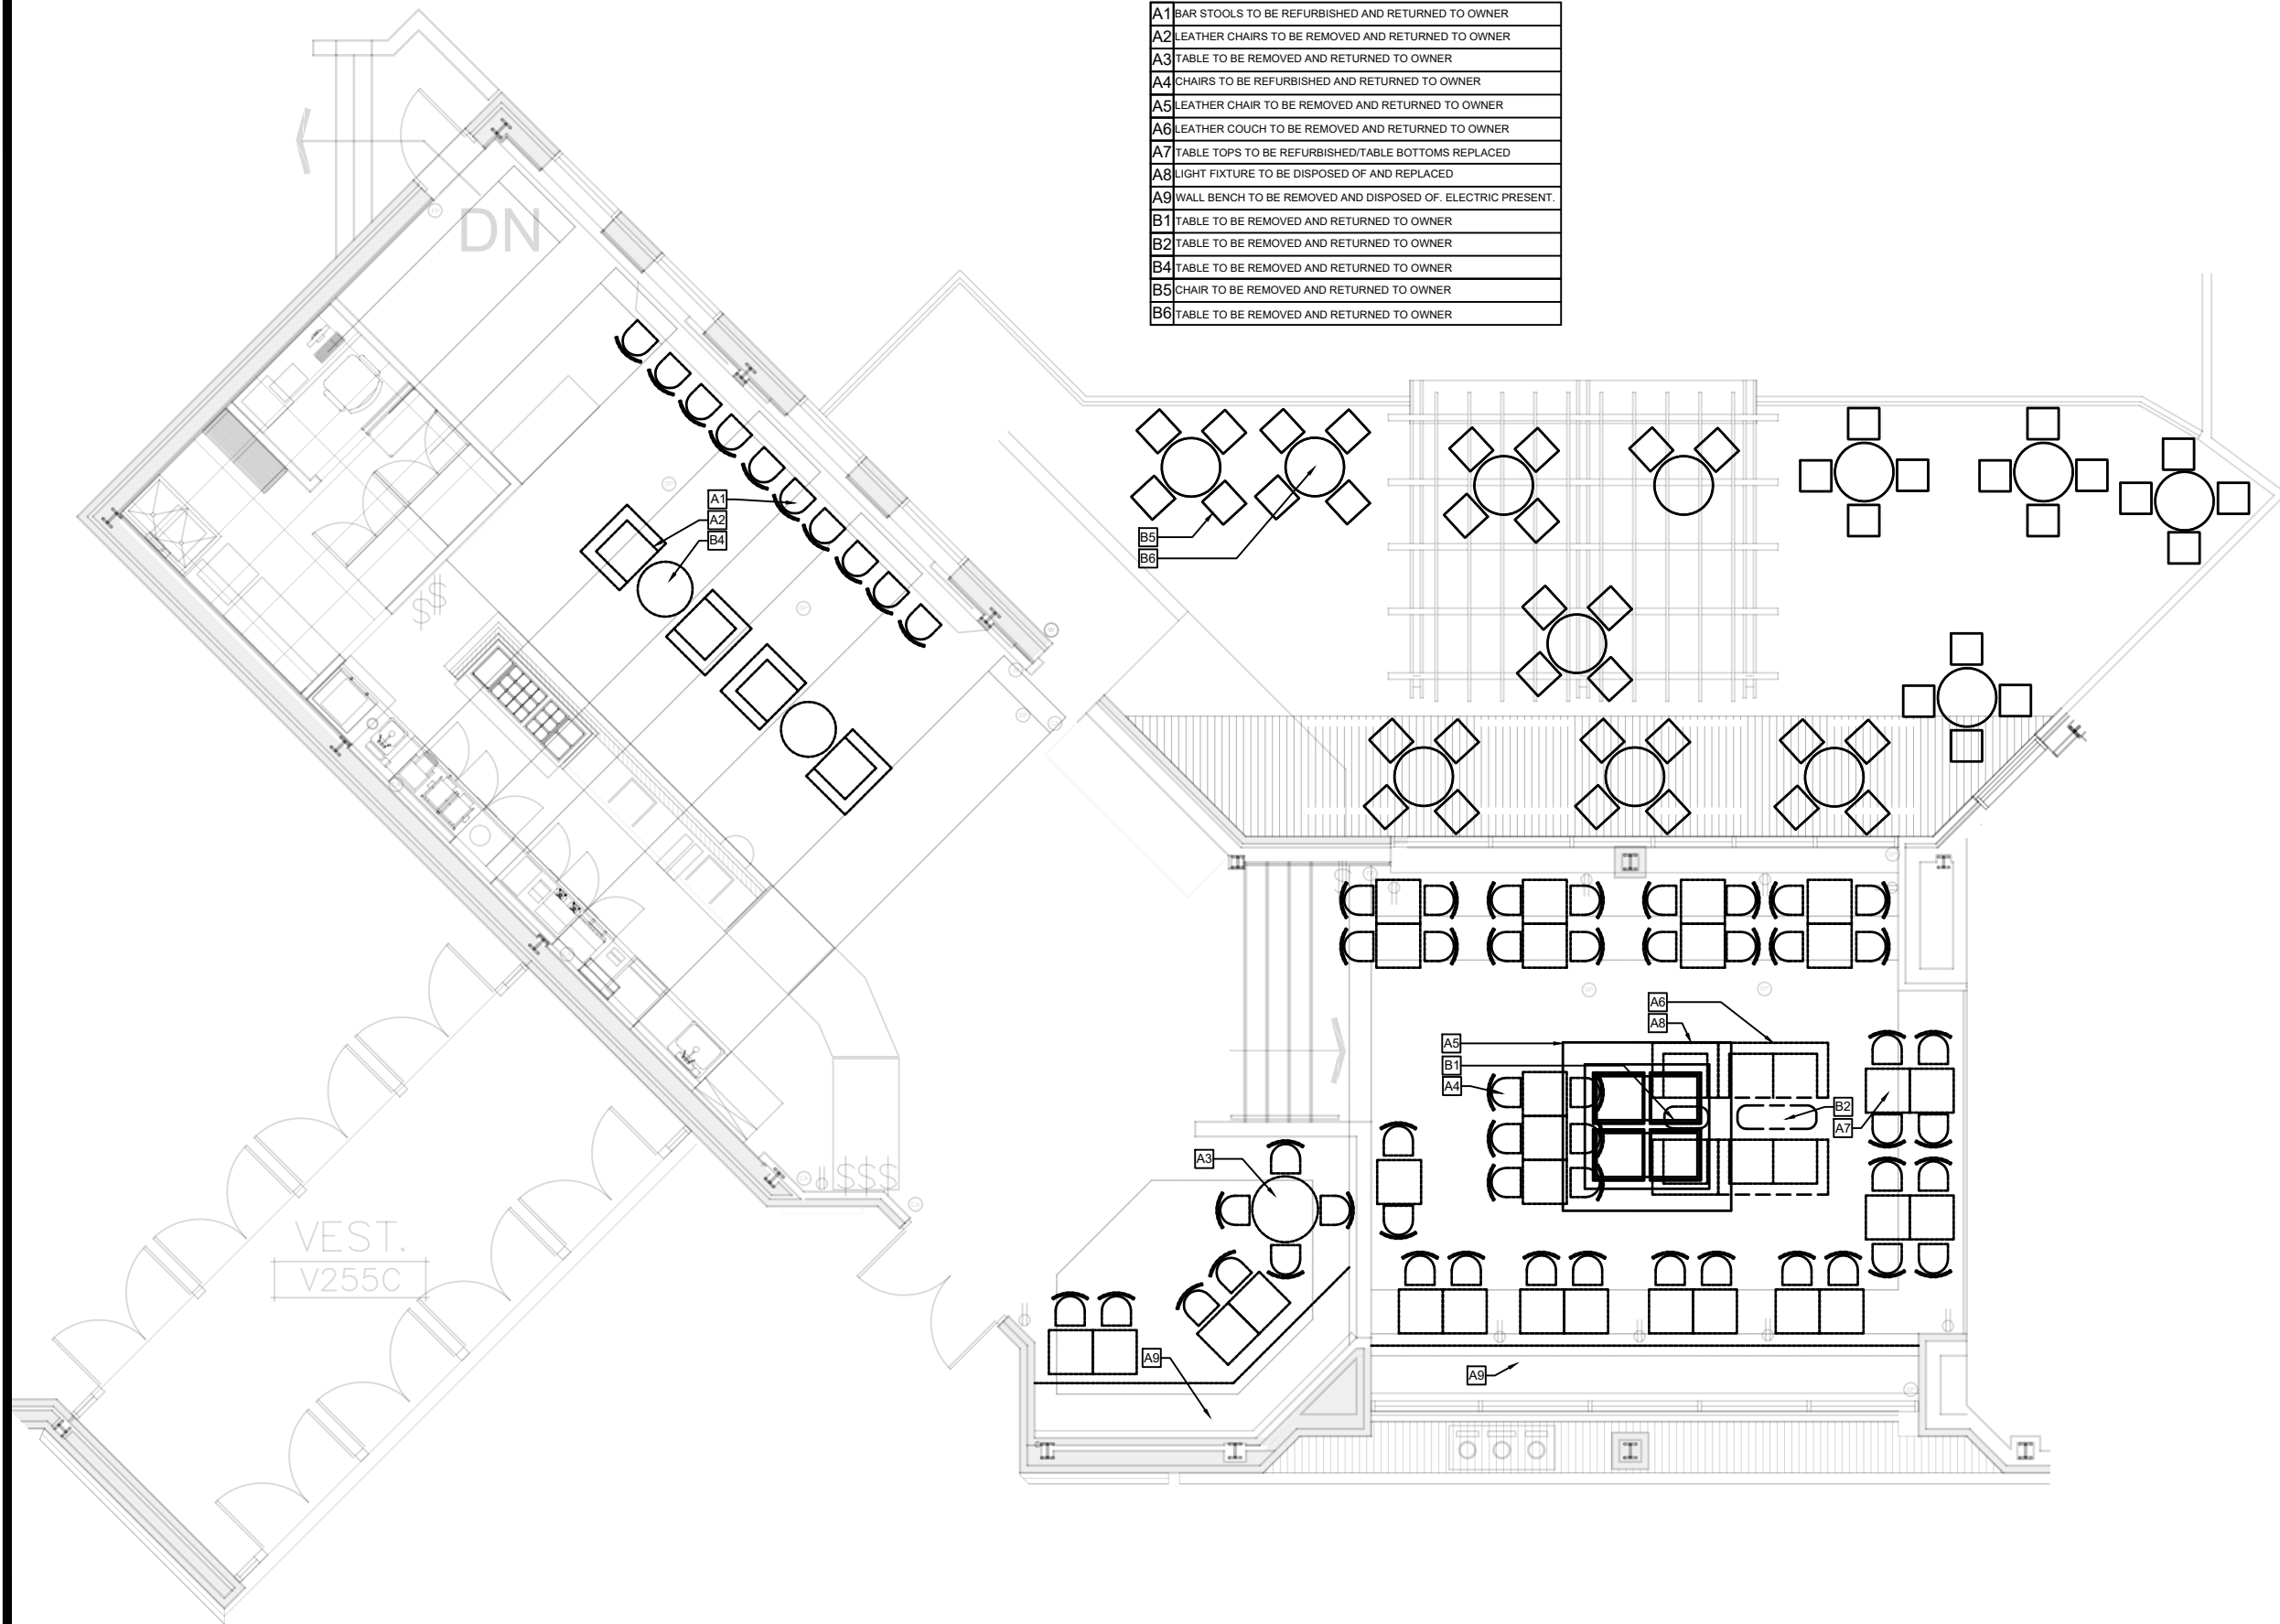 A1 BAR STOOLS TO BE REFURBISHED AND RETURNED TO OWNER
A2 LEATHER CHAIRS TO BE REMOVED AND RETURNED TO OWNER
A3 TABLE TO BE REMOVED AND RETURNED TO OWNER
A4 CHAIRS TO BE REFURBISHED AND RETURNED TO OWNER
A5 LEATHER CHAIR TO BE REMOVED AND RETURNED TO OWNER
A6 LEATHER COUCH TO BE REMOVED AND RETURNED TO OWNER
A7 TABLE TOPS TO BE REFURBISHED/TABLE BOTTOMS REPLACED
A8 LIGHT FIXTURE TO BE DISPOSED OF AND REPLACED
A9 WALL BENCH TO BE REMOVED AND DISPOSED OF. ELECTRIC PRESENT.
B1 TABLE TO BE REMOVED AND RETURNED TO OWNER
B2 TABLE TO BE REMOVED AND RETURNED TO OWNER
B4 TABLE TO BE REMOVED AND RETURNED TO OWNER
B5 CHAIR TO BE REMOVED AND RETURNED TO OWNER
B6 TABLE TO BE REMOVED AND RETURNED TO OWNER
DN
A1
A2
B4
B5
B6
$$
A6
A8
A5
B1
A4
B2
A7
A3
$$$
VEST.
V255C
A9
A9